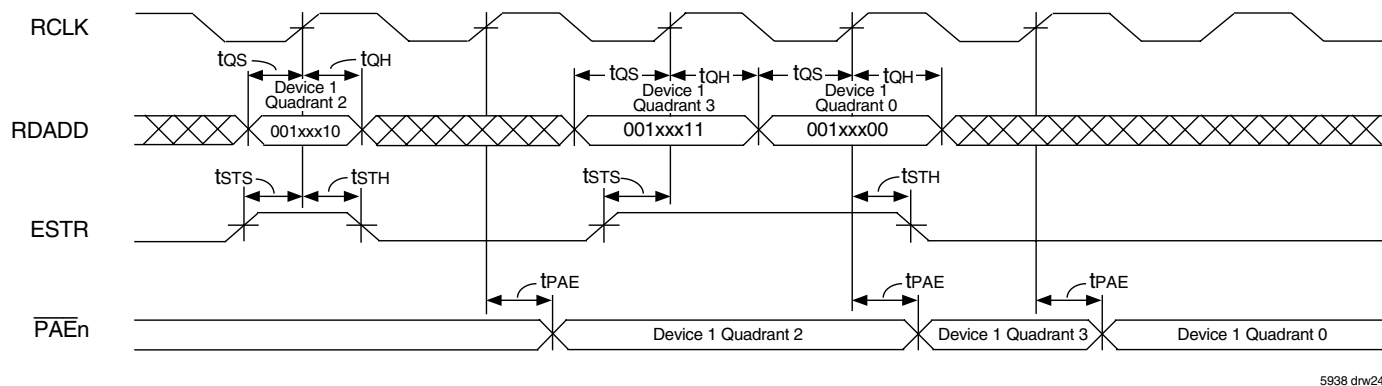 RCLK
tQS
tQH
tQS
tQH
tQS
tQH
Device 1
Quadrant 2
Device 1
Quadrant 3
Device 1
Quadrant 0
RDADD
001xxx10
001xxx11
001xxx00
tSTS
tSTH
tSTS
tSTH
ESTR
tPAE
tPAE
tPAE
PAEn
Device 1 Quadrant 2
Device 1 Quadrant 3
Device 1 Quadrant 0
5938 drw24